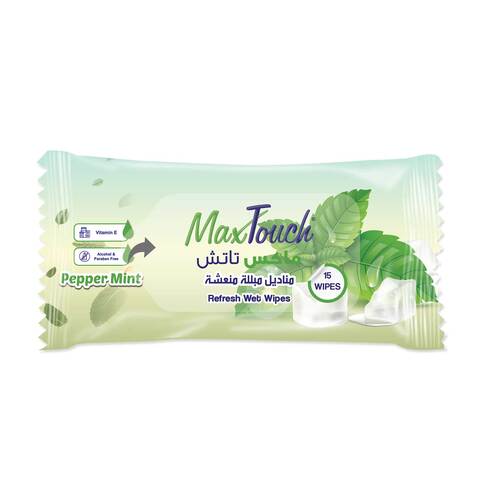 Vitamin E
Alcohol &
Paraben Free
Pepper Mint
MaxTouch
ماكس تاتش
مناديل مبللة منعشة
Refresh Wet Wipes
15
WIPES